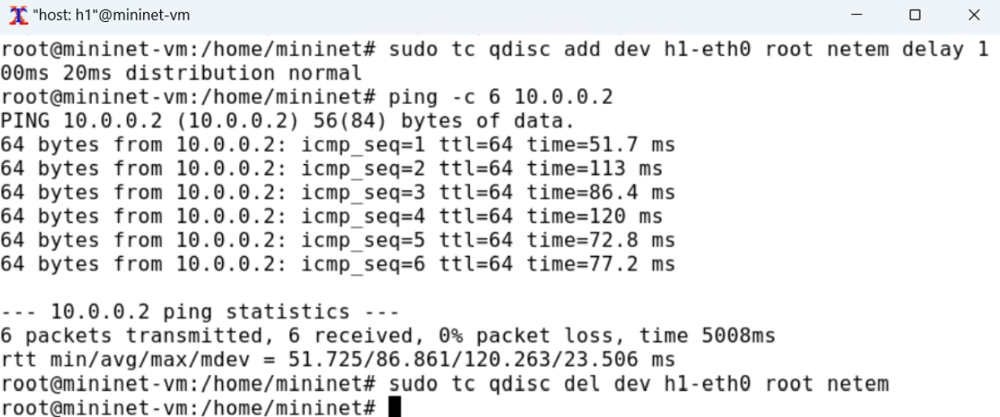 "host: h1"@mininet-vm
root@mininet-vm:/home/mininet# sudo tc qdisc add dev h1-eth0 root netem delay 1
00ms 20ms distribution normal
root@mininet-vm:/home/mininet# ping -c 6 10.0.0.2
PING 10.0.0.2 (10.0.0.2) 56(84) bytes of data.
64 bytes from 10.0.0.2: icmp_seq=1 ttl=64 time=51.7 ms
64 bytes from 10.0.0.2: icmp_seq=2 ttl=64 time=113 ms
64 bytes from 10.0.0.2: icmp_seq=3 ttl=64 time=86.4 ms
64 bytes from 10.0.0.2: icmp_seq=4 ttl=64 time=120 ms
64 bytes from 10.0.0.2: icmp_seq=5 ttl=64 time=72.8 ms
64 bytes from 10.0.0.2: icmp_seq=6 ttl=64 time=77.2 ms

--- 10.0.0.2 ping statistics ---
6 packets transmitted, 6 received, 0% packet loss, time 5008ms
rtt min/avg/max/mdev = 51.725/86.861/120.263/23.506 ms
root@mininet-vm:/home/mininet# sudo tc qdisc del dev h1-eth0 root netem
root@mininet-vm:/home/mininet#